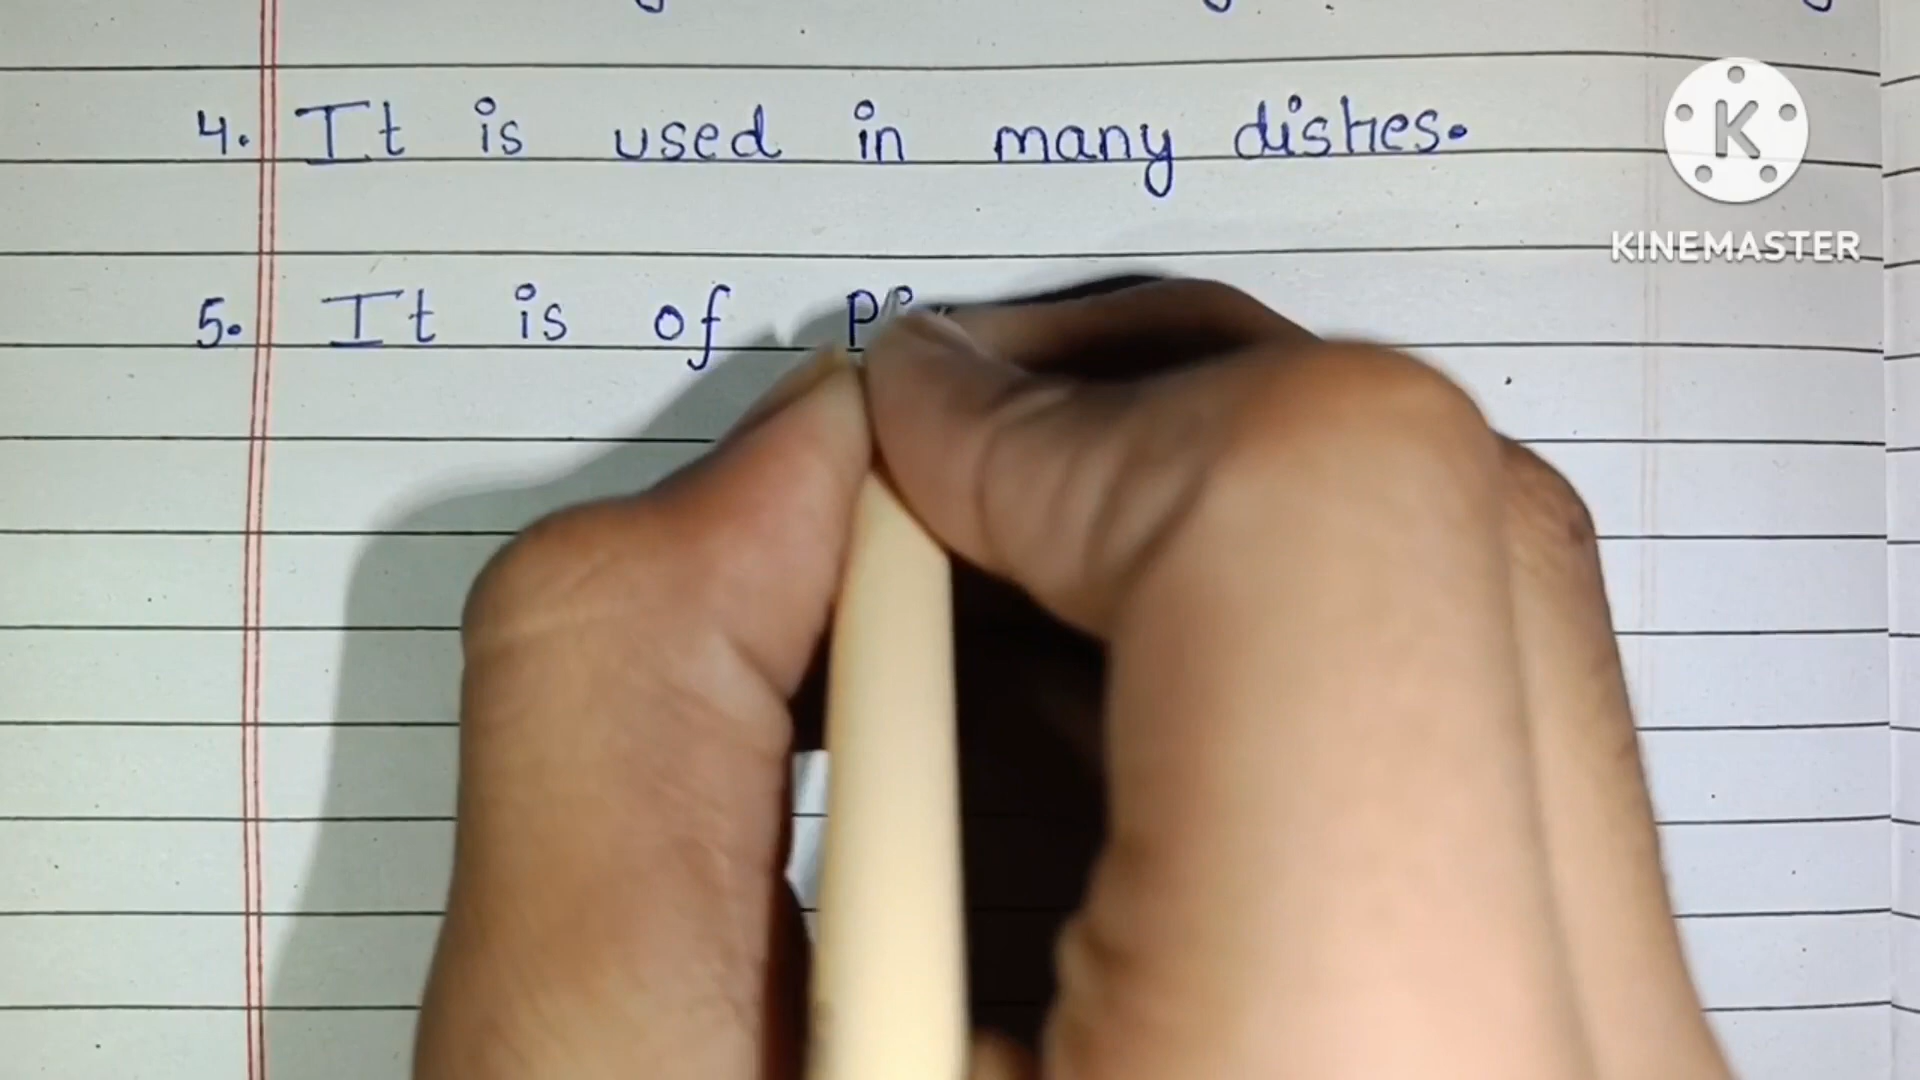 4. It is used in many dishes.
K
KINEMASTER
5. It is of